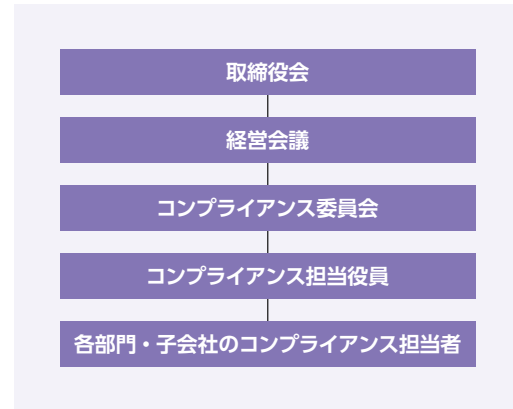 取締役会
経営会議
コンプライアンス委員会
コンプライアンス担当役員
各部門・子会社のコンプライアンス担当者